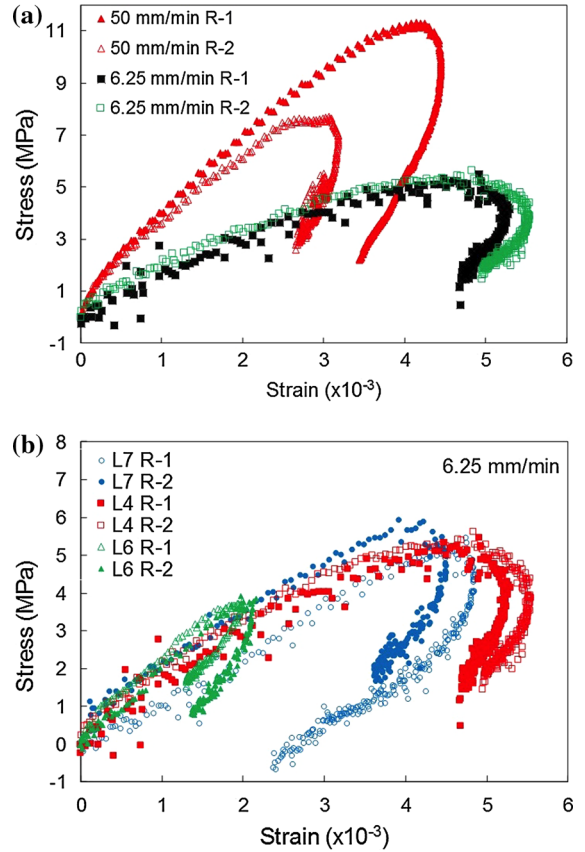 (a)
50 mm/min R-1
50 mm/min R-2
6.25 mm/min R-1
6.25 mm/min R-2
11
9
7
5
3
1
-1
Stress (MPa)
0 1 2 3 4 5 6
Strain (x10-3)
(b)
6.25 mm/min
L7 R-1
L7 R-2
L4 R-1
L4 R-2
L6 R-1
L6 R-2
8
7
6
5
4
3
2
1
0
-1
Stress (MPa)
0 1 2 3 4 5 6
Strain (x10-3)